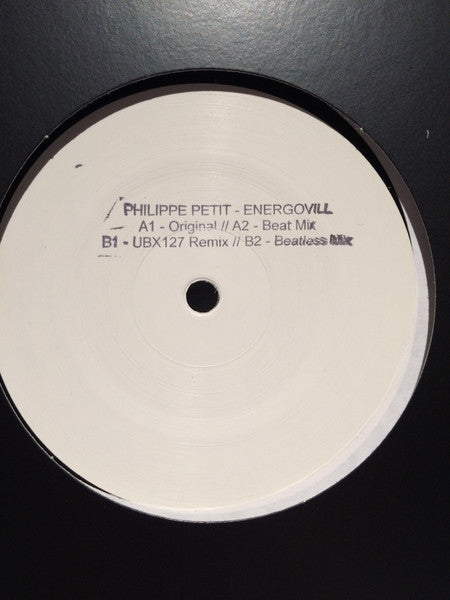 PHILIPPE PETIT - ENERGOVILL
A1 - Original // A2 - Beat Mix
B1 - UBX127 Remix // B2 - Beatless Mix